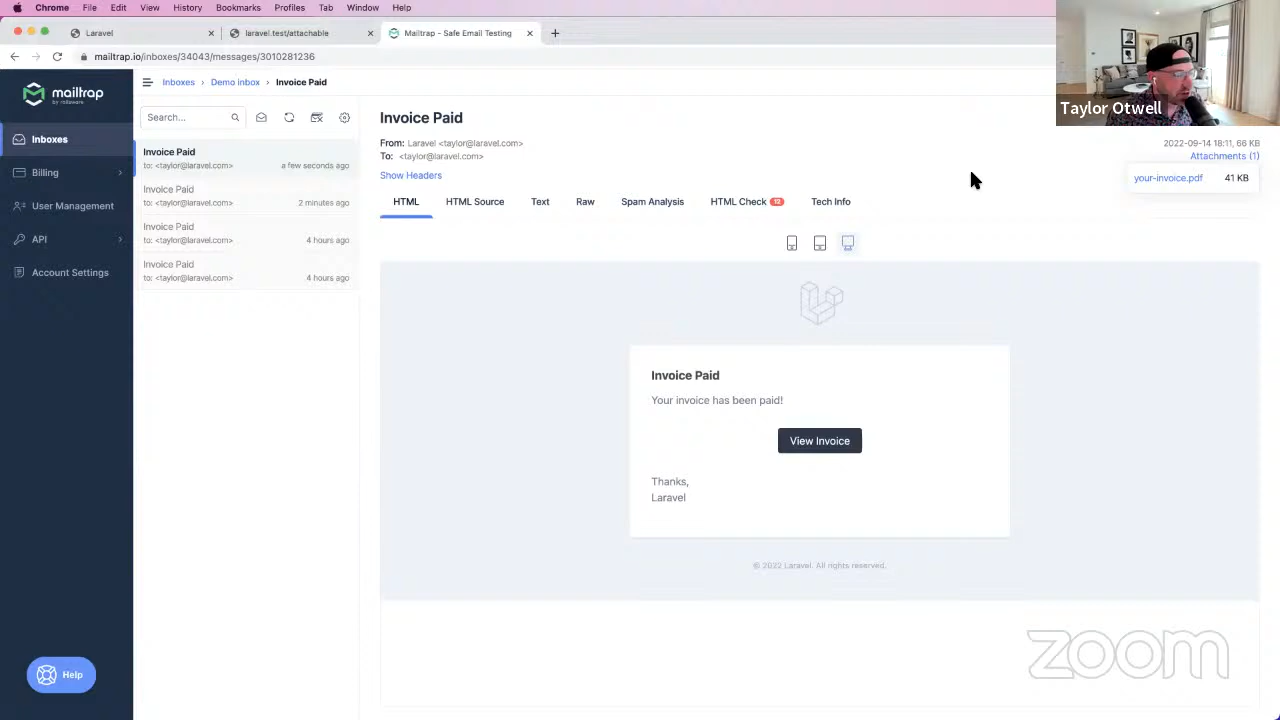 Chrome File Edit View History Bookmarks Profiles Tab Window Help
Laravel
laravel.test/attachable
Mailtrap - Safe Email Testing
mailtrap.io/inboxes/34043/messages/3010281236
mailtrap
by railsware
Inboxes
Billing
User Management
API
Account Settings
Help
Inboxes › Demo inbox › Invoice Paid
Search...
Invoice Paid
to: <taylor@laravel.com> a few seconds ago
Invoice Paid
to: <taylor@laravel.com> 2 minutes ago
Invoice Paid
to: <taylor@laravel.com> 4 hours ago
Invoice Paid
to: <taylor@laravel.com> 4 hours ago
Invoice Paid
From: Laravel <taylor@laravel.com>
To: <taylor@laravel.com>
Show Headers
2022-09-14 18:11, 66 KB
Attachments (1)
your-invoice.pdf 41 KB
HTML HTML Source Text Raw Spam Analysis HTML Check 12 Tech Info
Invoice Paid
Your invoice has been paid!
View Invoice
Thanks,
Laravel
© 2022 Laravel. All rights reserved.
Taylor Otwell
zoom